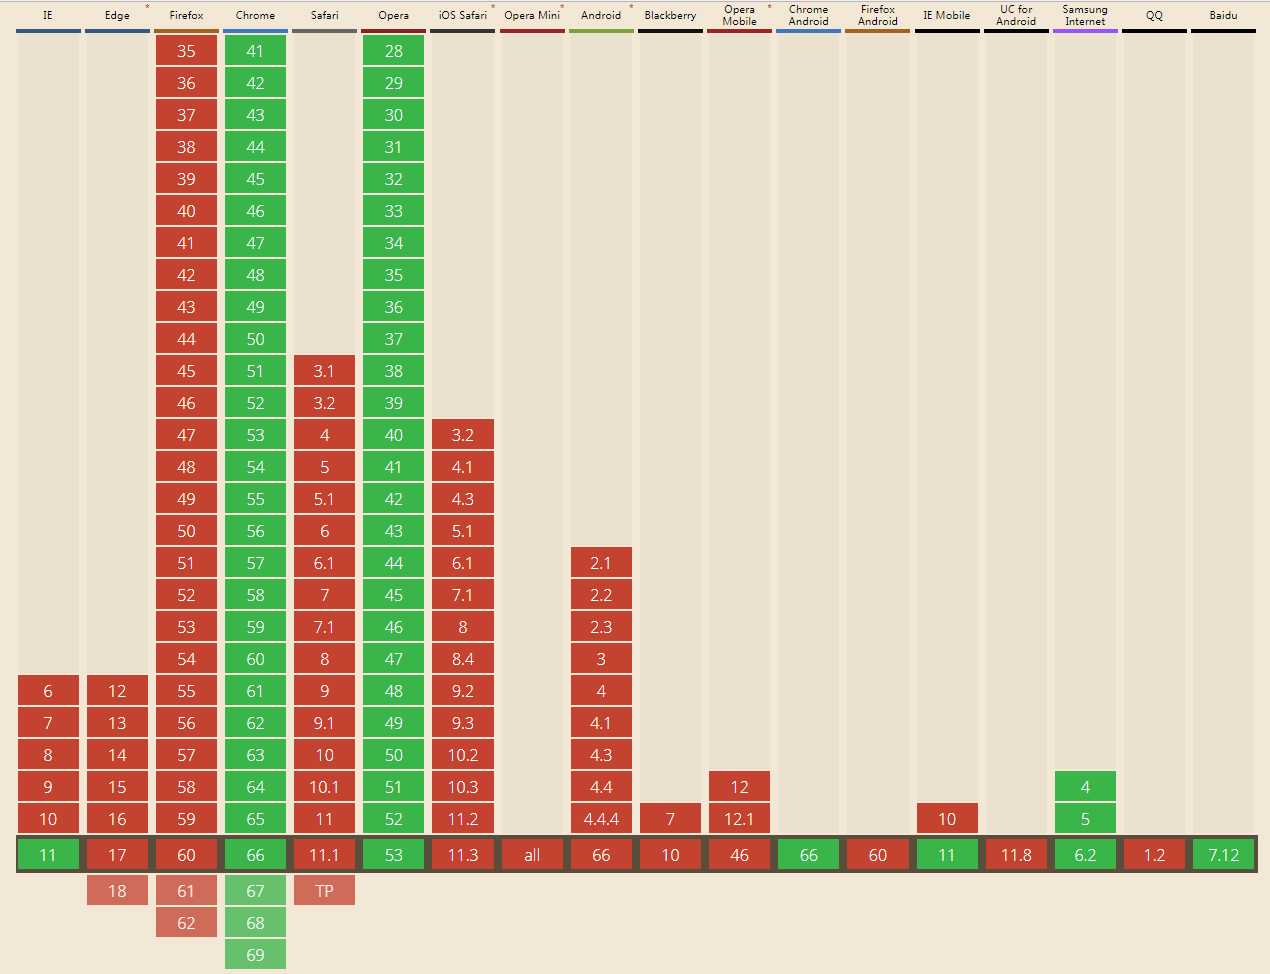 IE Edge * Firefox Chrome Safari Opera iOS Safari * Opera Mini * Android * Blackberry Opera Mobile * Chrome Android Firefox Android IE Mobile UC for Android Samsung Internet QQ Baidu
35 41 28
36 42 29
37 43 30
38 44 31
39 45 32
40 46 33
41 47 34
42 48 35
43 49 36
44 50 37
45 51 3.1 38
46 52 3.2 39
47 53 4 40 3.2
48 54 5 41 4.1
49 55 5.1 42 4.3
50 56 6 43 5.1
51 57 6.1 44 6.1 2.1
52 58 7 45 7.1 2.2
53 59 7.1 46 8 2.3
54 60 8 47 8.4 3
6 12 55 61 9 48 9.2 4
7 13 56 62 9.1 49 9.3 4.1
8 14 57 63 10 50 10.2 4.3
9 15 58 64 10.1 51 10.3 4.4 12 4
10 16 59 65 11 52 11.2 4.4.4 7 12.1 10 5
11 17 60 66 11.1 53 11.3 all 66 10 46 66 60 11 11.8 6.2 1.2 7.12
18 61 67 TP
62 68
69